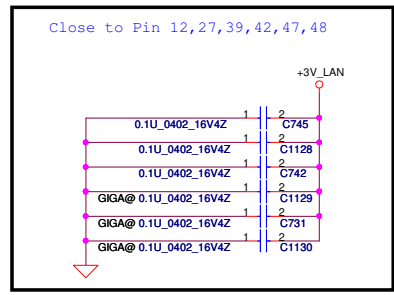 Close to Pin 12,27,39,42,47,48
+3V_LAN
1 2
0.1U_0402_16V4Z C745
1 2
0.1U_0402_16V4Z C1128
1 2
0.1U_0402_16V4Z C742
1 2
GIGA@ 0.1U_0402_16V4Z C1129
1 2
GIGA@ 0.1U_0402_16V4Z C731
1 2
GIGA@ 0.1U_0402_16V4Z C1130